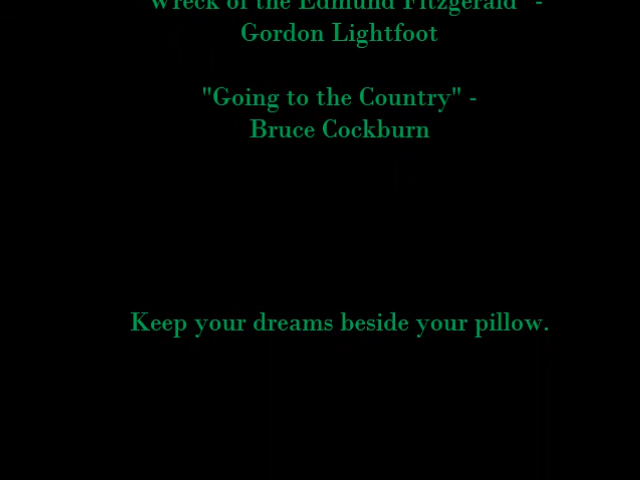 "Wreck of the Edmund Fitzgerald" -
Gordon Lightfoot
"Going to the Country" -
Bruce Cockburn
Keep your dreams beside your pillow.